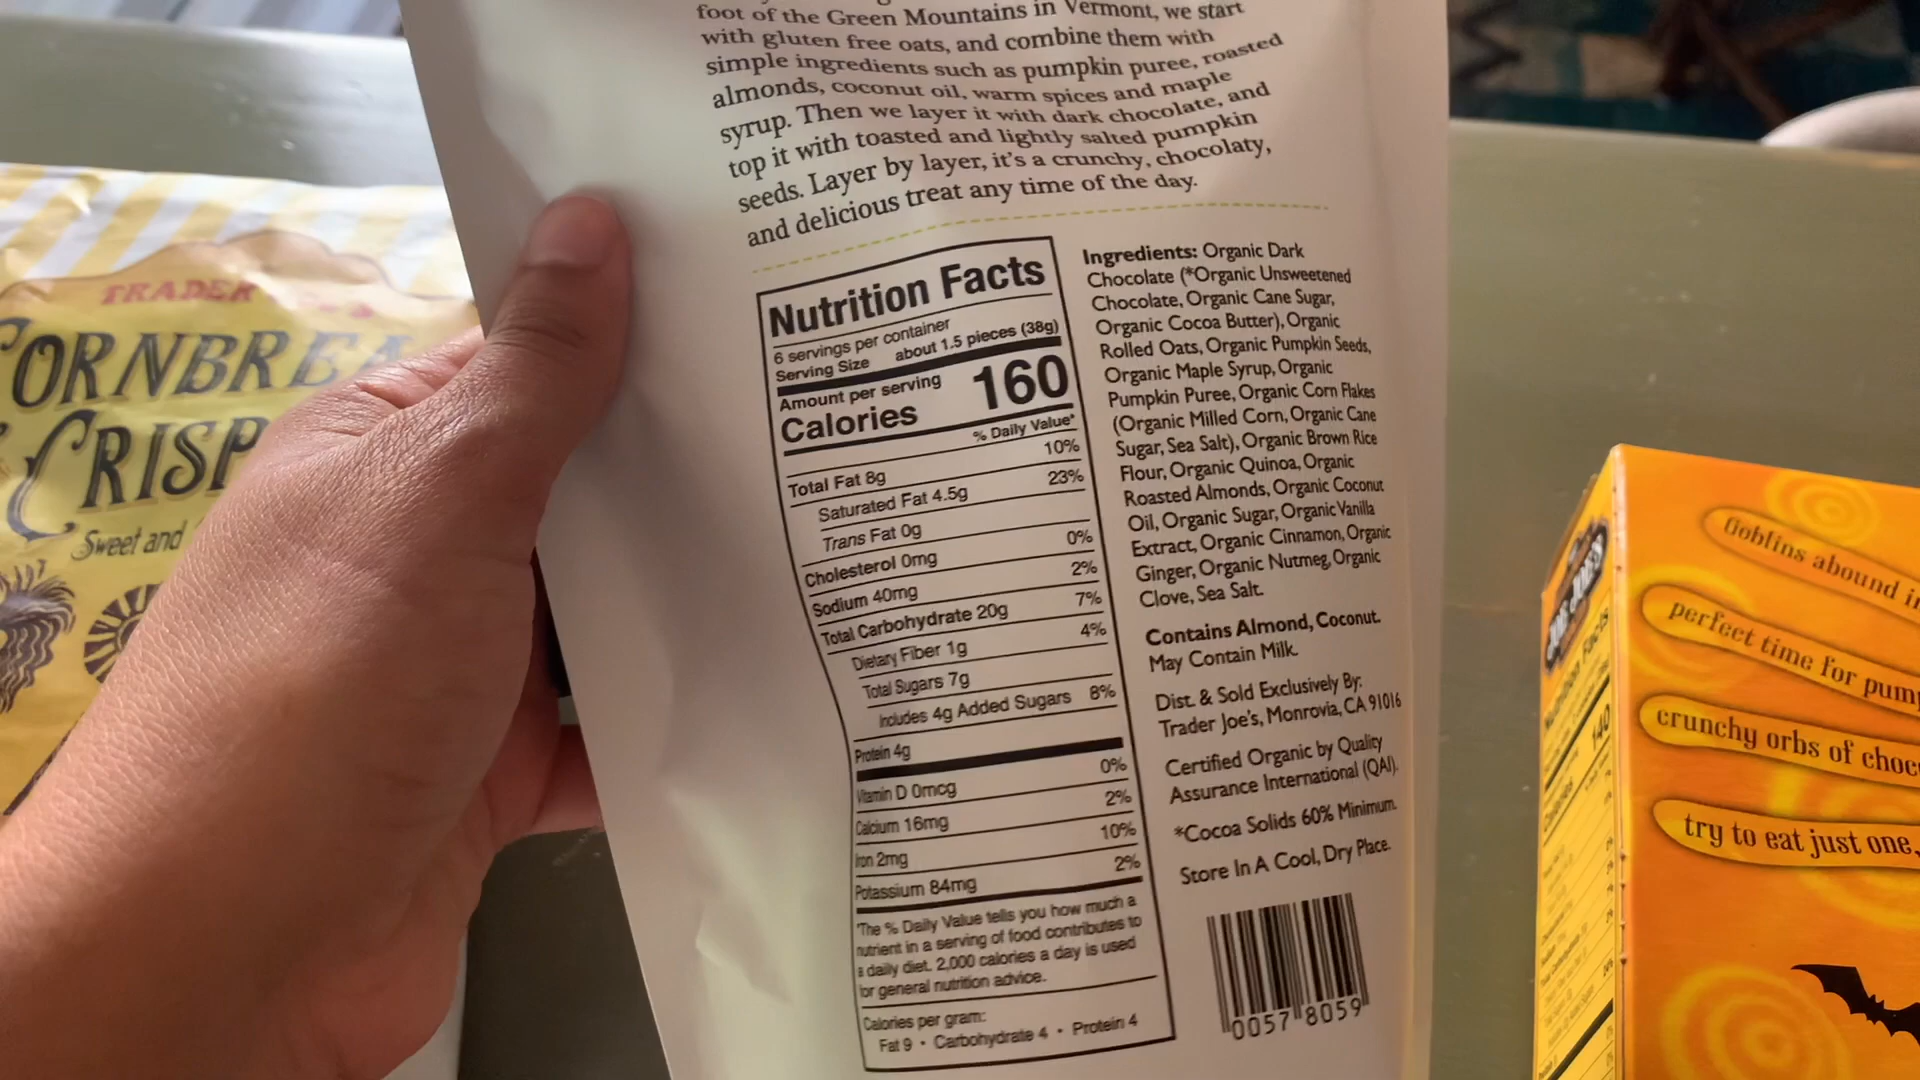 foot of the Green Mountains in Vermont, we start
with gluten free oats, and combine them with
simple ingredients such as pumpkin puree, roasted
almonds, coconut oil, warm spices and maple
syrup. Then we layer it with dark chocolate, and
top it with toasted and lightly salted pumpkin
seeds. Layer by layer, it's a crunchy, chocolaty,
and delicious treat any time of the day.
Nutrition Facts
6 servings per container
Serving Size about 1.5 pieces (38g)
Amount per serving
Calories 160
% Daily Value*
Total Fat 8g 10%
Saturated Fat 4.5g 23%
Trans Fat 0g
Cholesterol 0mg 0%
Sodium 40mg 2%
Total Carbohydrate 20g 7%
Dietary Fiber 1g 4%
Total Sugars 7g
Includes 4g Added Sugars 8%
Protein 4g
Vitamin D 0mcg 0%
Calcium 16mg 2%
Iron 2mg 10%
Potassium 84mg 2%
*The % Daily Value tells you how much a
nutrient in a serving of food contributes to
a daily diet. 2,000 calories a day is used
for general nutrition advice.
Calories per gram:
Fat 9 • Carbohydrate 4 • Protein 4
Ingredients: Organic Dark
Chocolate (*Organic Unsweetened
Chocolate, Organic Cane Sugar,
Organic Cocoa Butter), Organic
Rolled Oats, Organic Pumpkin Seeds,
Organic Maple Syrup, Organic
Pumpkin Puree, Organic Corn Flakes
(Organic Milled Corn, Organic Cane
Sugar, Sea Salt), Organic Brown Rice
Flour, Organic Quinoa, Organic
Roasted Almonds, Organic Coconut
Oil, Organic Sugar, Organic Vanilla
Extract, Organic Cinnamon, Organic
Ginger, Organic Nutmeg, Organic
Clove, Sea Salt.
Contains Almond, Coconut.
May Contain Milk.
Dist. & Sold Exclusively By:
Trader Joe's, Monrovia, CA 91016
Certified Organic by Quality
Assurance International (QAI).
*Cocoa Solids 60% Minimum.
Store In A Cool, Dry Place.
0057 8059
TRADER
CORNBREA
CRISP
Sweet and
Goblins abound in
perfect time for pump
crunchy orbs of choc
try to eat just one,
Nutrition Facts
Calories 140